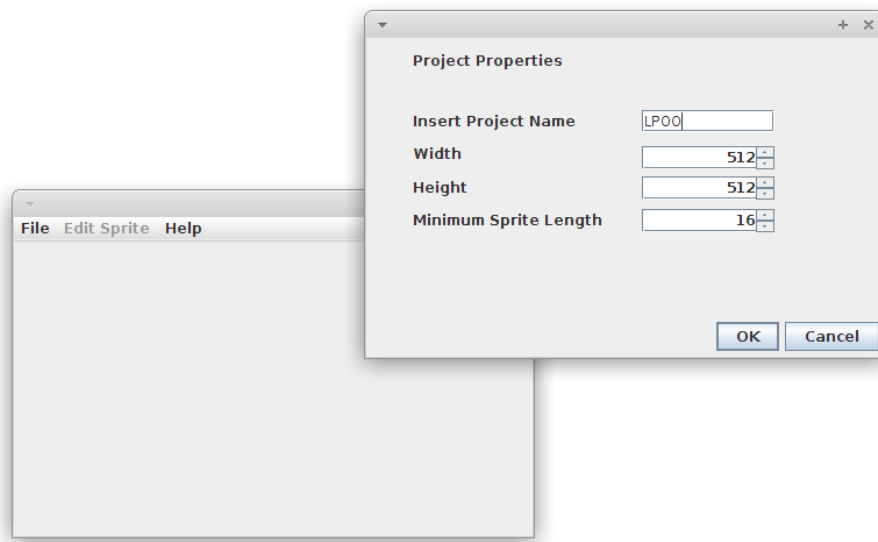 Project Properties
Insert Project Name LPOO
Width 512
Height 512
Minimum Sprite Length 16
OK Cancel
File Edit Sprite Help